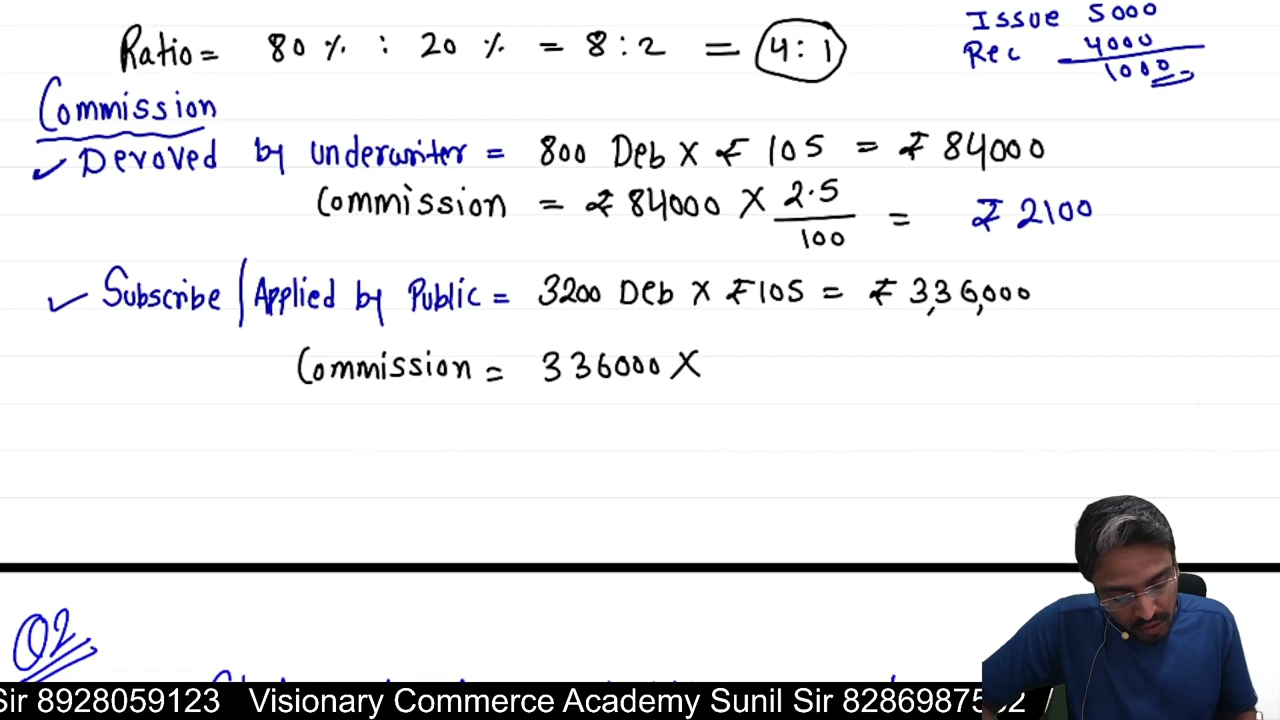 Ratio = 80 % : 20 % = 8 : 2 = 4 : 1
Issue 5000
Rec 4000
1000
Commission
✓ Devoved by underwriter = 800 Deb X ₹ 105 = ₹ 84000
Commission = ₹ 84000 X 2.5/100 = ₹ 2100
✓ Subscribe / Applied by Public = 3200 Deb X ₹ 105 = ₹ 3,36,000
Commission = 336000 X
Q2
Sir 8928059123 Visionary Commerce Academy Sunil Sir